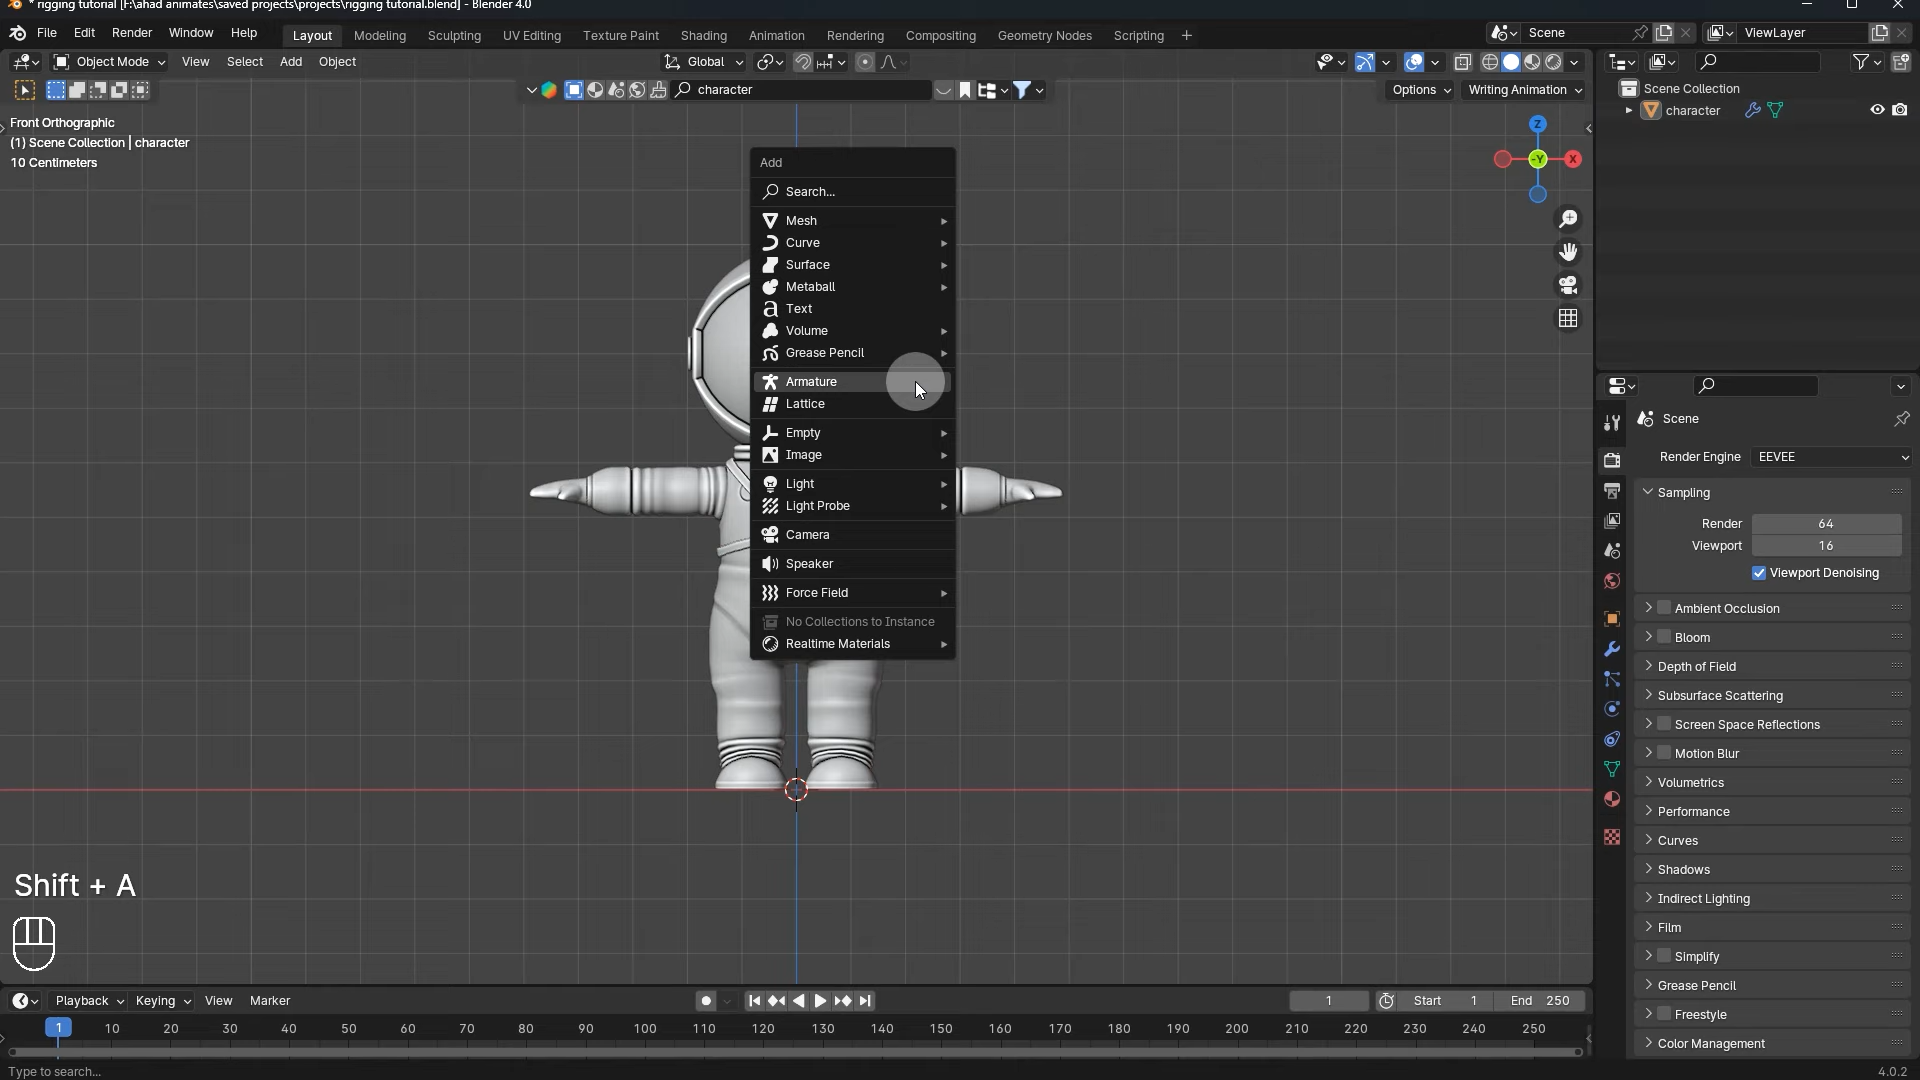 * rigging tutorial [F:\ahad animates\saved projects\projects\rigging tutorial.blend] - Blender 4.0
File Edit Render Window Help Layout Modeling Sculpting UV Editing Texture Paint Shading Animation Rendering Compositing Geometry Nodes Scripting + Scene ViewLayer
Object Mode View Select Add Object Global
character Options Writing Animation
Scene Collection
character
Front Orthographic
(1) Scene Collection | character
10 Centimeters
Z
-Y X
Add
Search...
Mesh
Curve
Surface
Metaball
Text
Volume
Grease Pencil
Armature
Lattice
Empty
Image
Light
Light Probe
Camera
Speaker
Force Field
No Collections to Instance
Realtime Materials
Shift + A
Scene
Render Engine EEVEE
Sampling
Render 64
Viewport 16
Viewport Denoising
Ambient Occlusion
Bloom
Depth of Field
Subsurface Scattering
Screen Space Reflections
Motion Blur
Volumetrics
Performance
Curves
Shadows
Indirect Lighting
Film
Simplify
Grease Pencil
Freestyle
Color Management
Playback Keying View Marker 1 Start 1 End 250
1 10 20 30 40 50 60 70 80 90 100 110 120 130 140 150 160 170 180 190 200 210 220 230 240 250
Type to search... 4.0.2